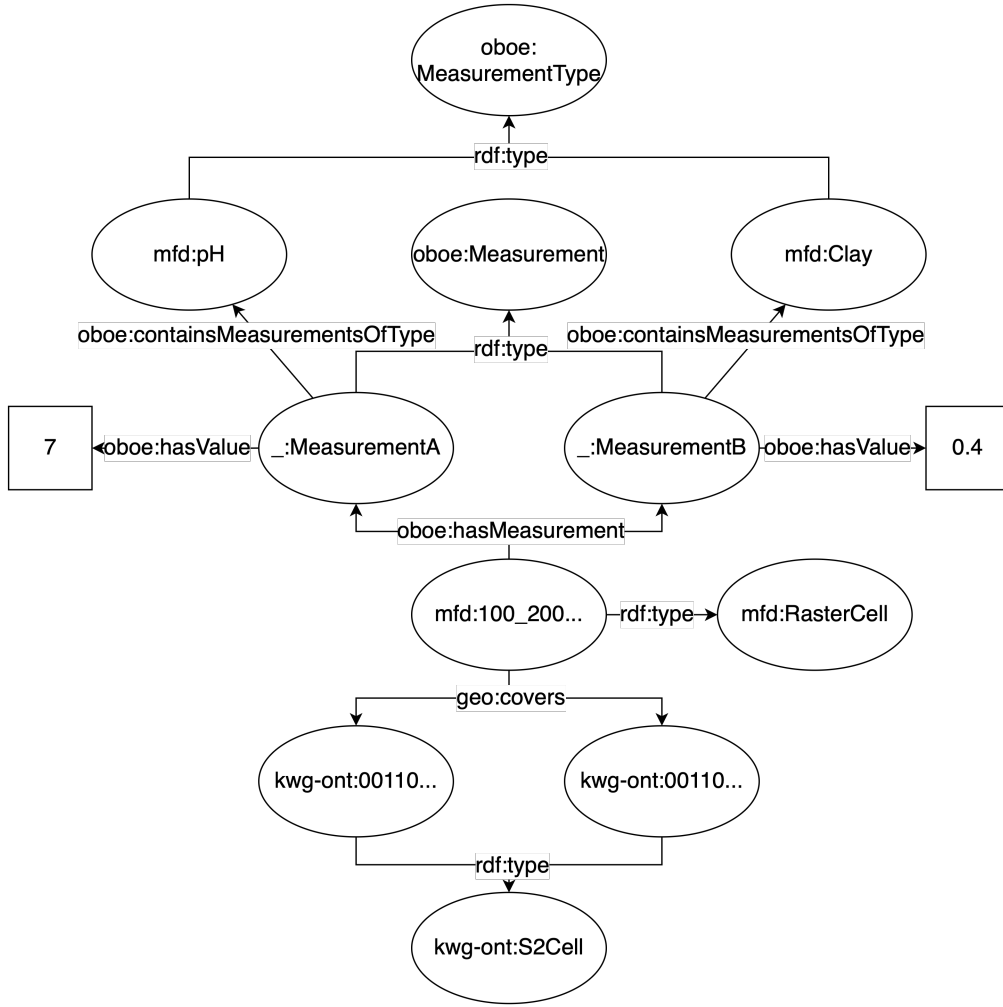 oboe:
MeasurementType
rdf:type
mfd:pH
oboe:Measurement
mfd:Clay
oboe:containsMeasurementsOfType
rdf:type
oboe:containsMeasurementsOfType
7
oboe:hasValue
_:MeasurementA
_:MeasurementB
oboe:hasValue
0.4
oboe:hasMeasurement
mfd:100_200...
rdf:type
mfd:RasterCell
geo:covers
kwg-ont:00110...
kwg-ont:00110...
rdf:type
kwg-ont:S2Cell